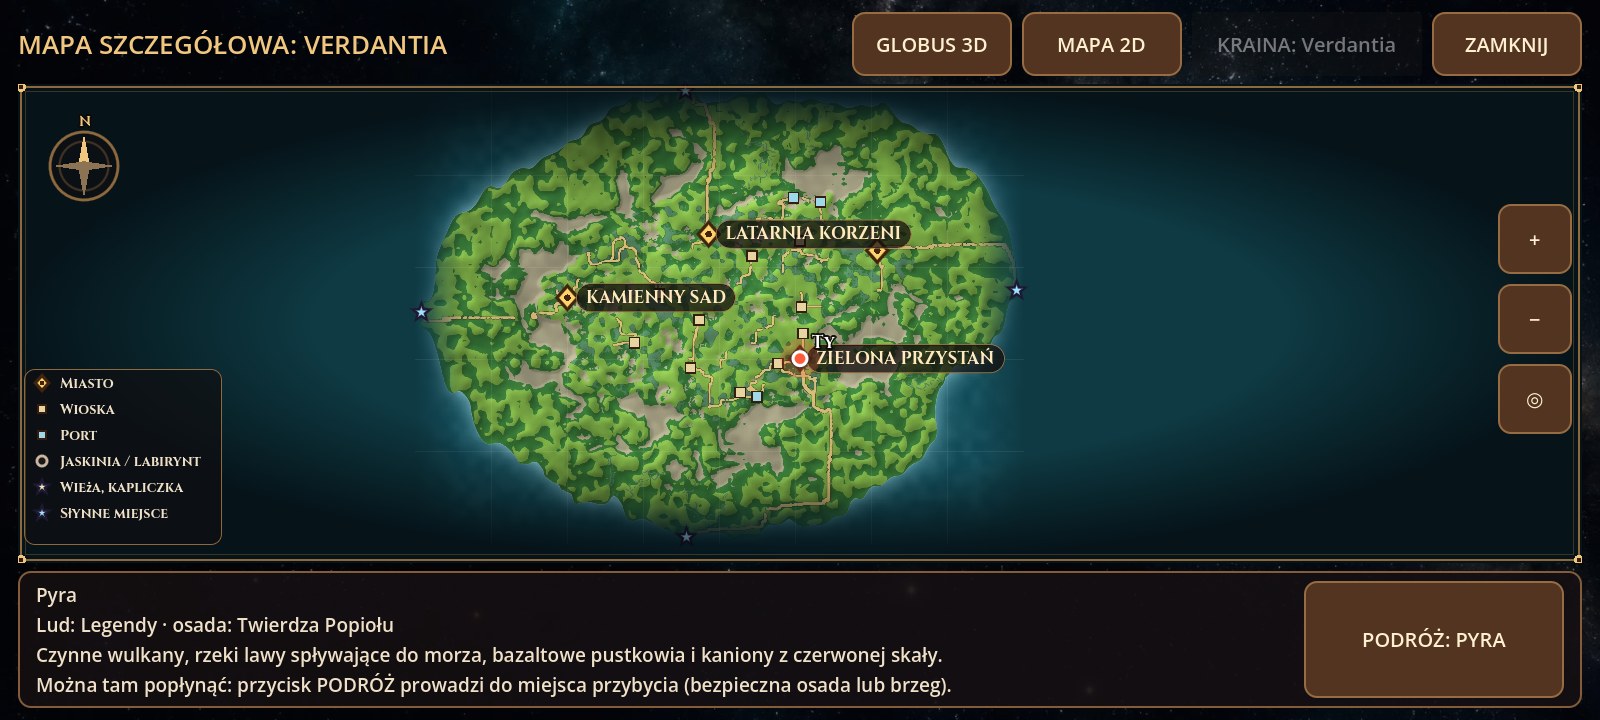 MAPA SZCZEGÓŁOWA: VERDANTIA
GLOBUS 3D
MAPA 2D
KRAINA: Verdantia
ZAMKNIJ
N
LATARNIA KORZENI
KAMIENNY SAD
Ty
ZIELONA PRZYSTAŃ
+
−
◎
Miasto
Wioska
Port
Jaskinia / labirynt
Wieża, kapliczka
Słynne miejsce
Pyra
Lud: Legendy · osada: Twierdza Popiołu
Czynne wulkany, rzeki lawy spływające do morza, bazaltowe pustkowia i kaniony z czerwonej skały.
Można tam popłynąć: przycisk PODRÓŻ prowadzi do miejsca przybycia (bezpieczna osada lub brzeg).
PODRÓŻ: PYRA